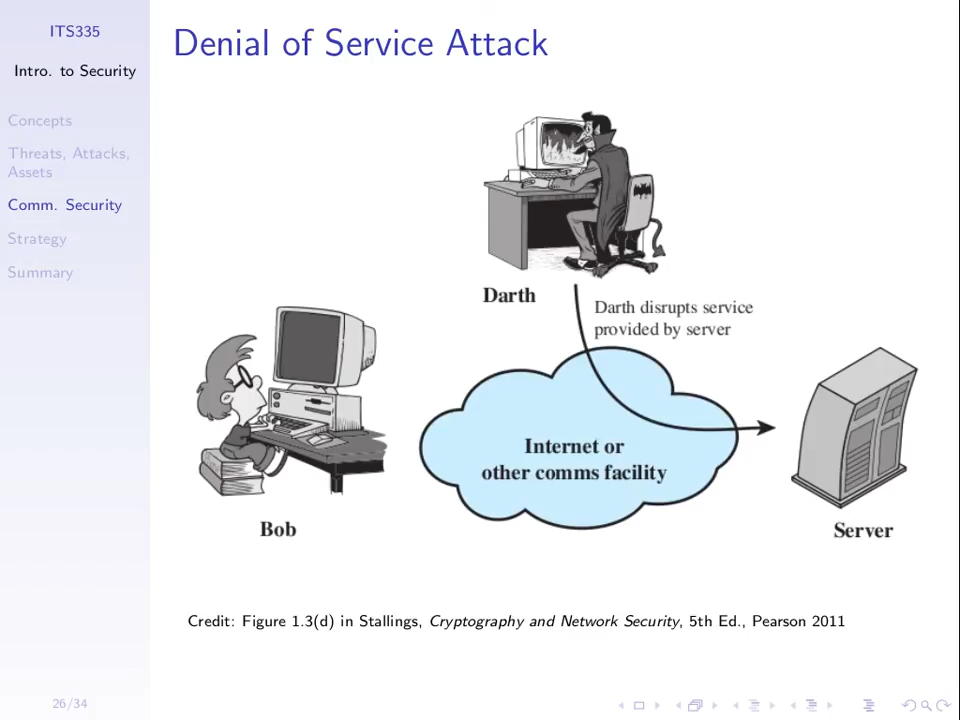 ITS335
Intro. to Security
Concepts
Threats, Attacks,
Assets
Comm. Security
Strategy
Summary
Denial of Service Attack
Darth
Darth disrupts service
provided by server
Internet or
other comms facility
Bob
Server
Credit: Figure 1.3(d) in Stallings, Cryptography and Network Security, 5th Ed., Pearson 2011
26/34